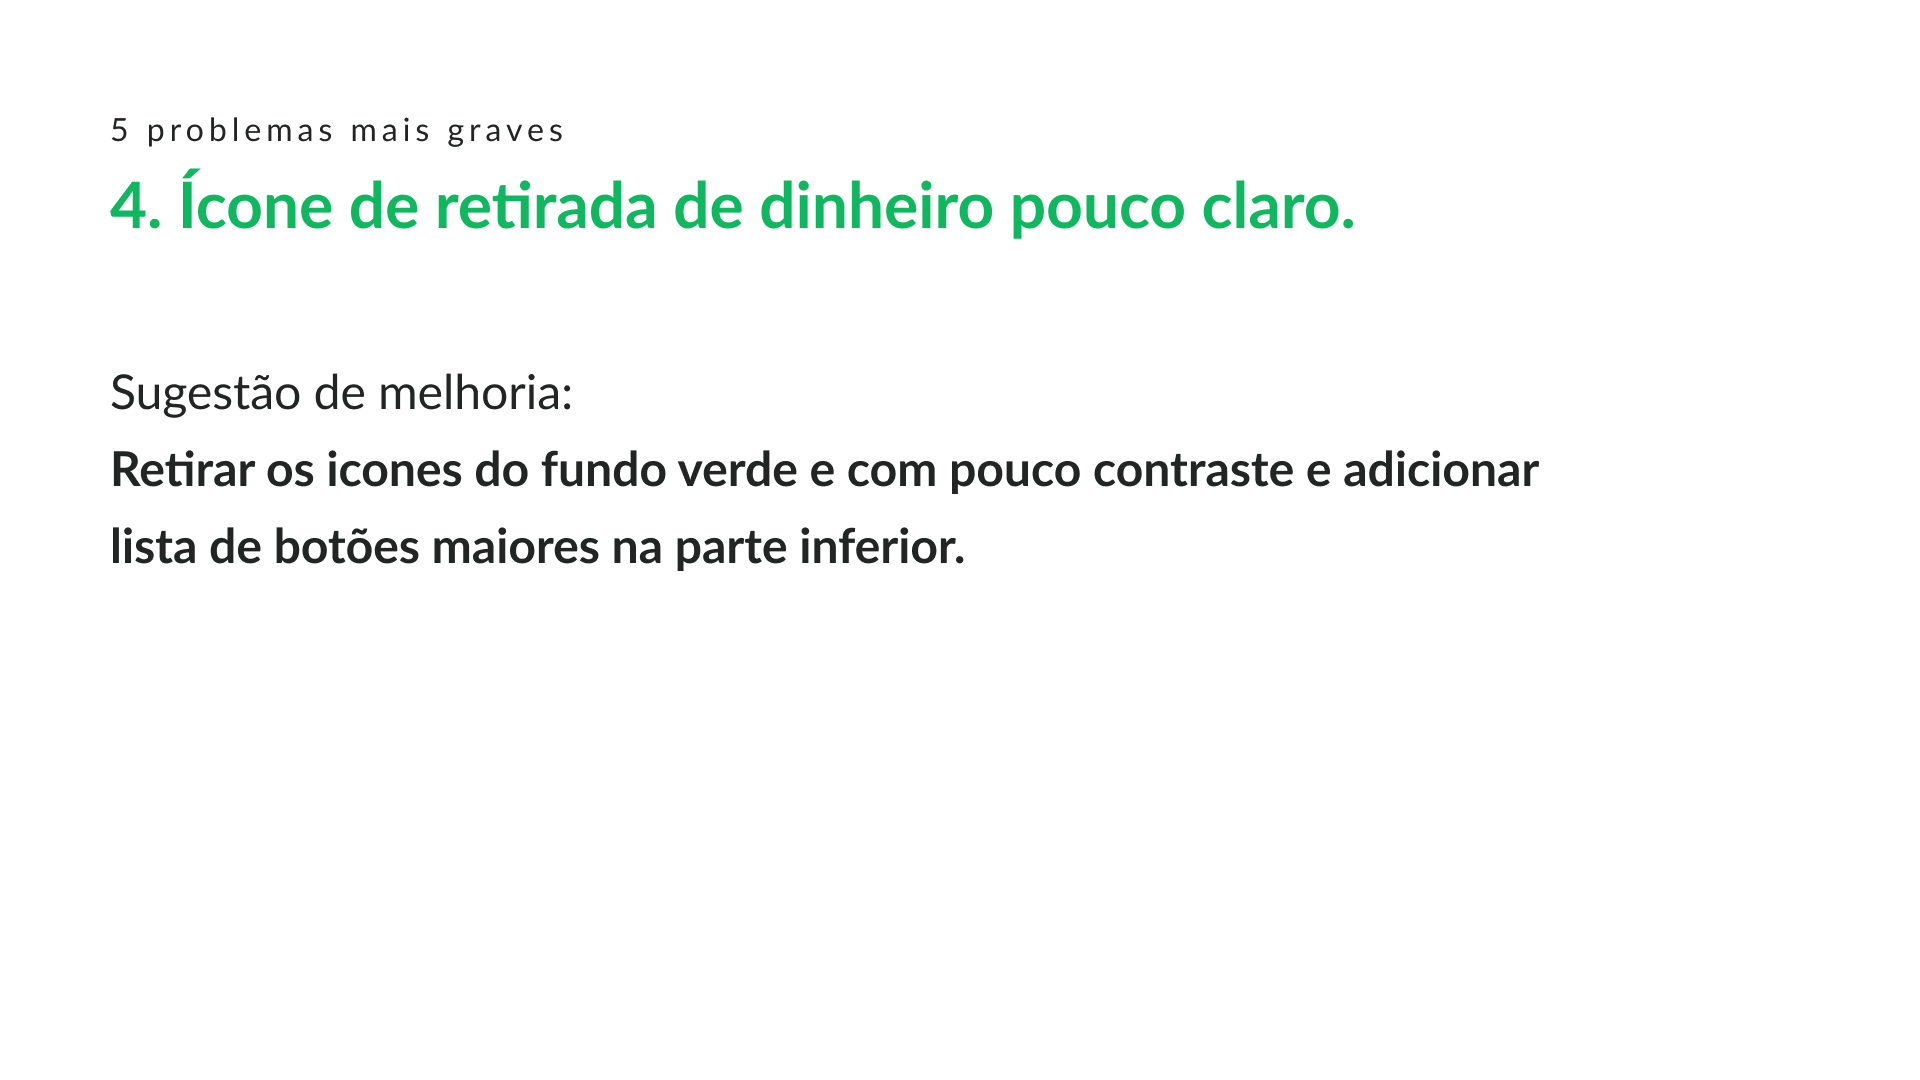 5 problemas mais graves
4. Ícone de retirada de dinheiro pouco claro.
Sugestão de melhoria:
Retirar os icones do fundo verde e com pouco contraste e adicionar
lista de botões maiores na parte inferior.